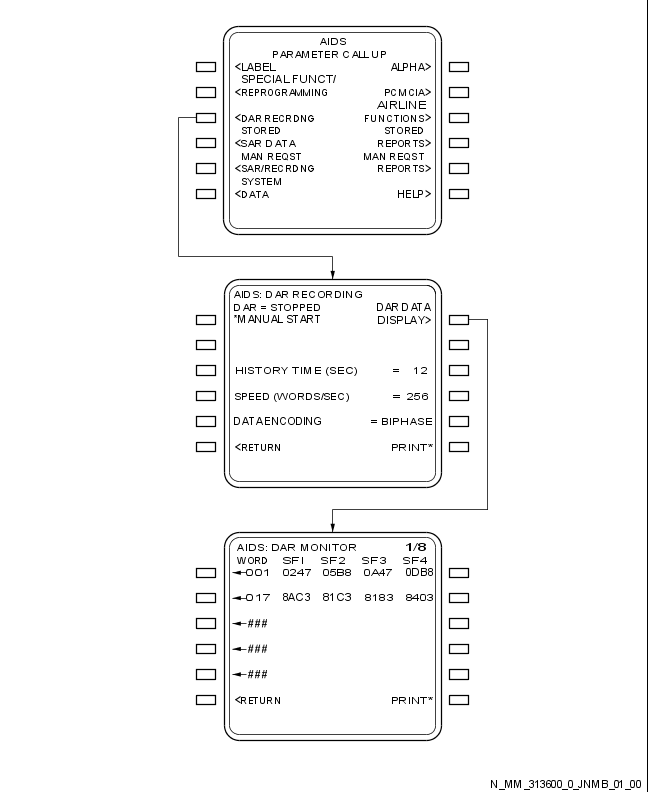 AIDS
PARAMETER CALL UP
<LABEL ALPHA>
SPECIAL FUNCT/
<REPROGRAMMING PCMCIA>
AIRLINE
<DAR RECRDNG FUNCTIONS>
STORED STORED
<SAR DATA REPORTS>
MAN REQST MAN REQST
<SAR/RECRDNG REPORTS>
SYSTEM
<DATA HELP>
AIDS: DAR RECORDING
DAR = STOPPED DAR DATA
*MANUAL START DISPLAY>
HISTORY TIME (SEC) = 12
SPEED (WORDS/SEC) = 256
DATA ENCODING = BIPHASE
<RETURN PRINT*
AIDS: DAR MONITOR 1/8
WORD SF1 SF2 SF3 SF4
001 0247 05B8 0A47 0DB8
017 8AC3 81C3 8183 8403
###
###
###
<RETURN PRINT*
N_MM_313600_0_JNMB_01_00